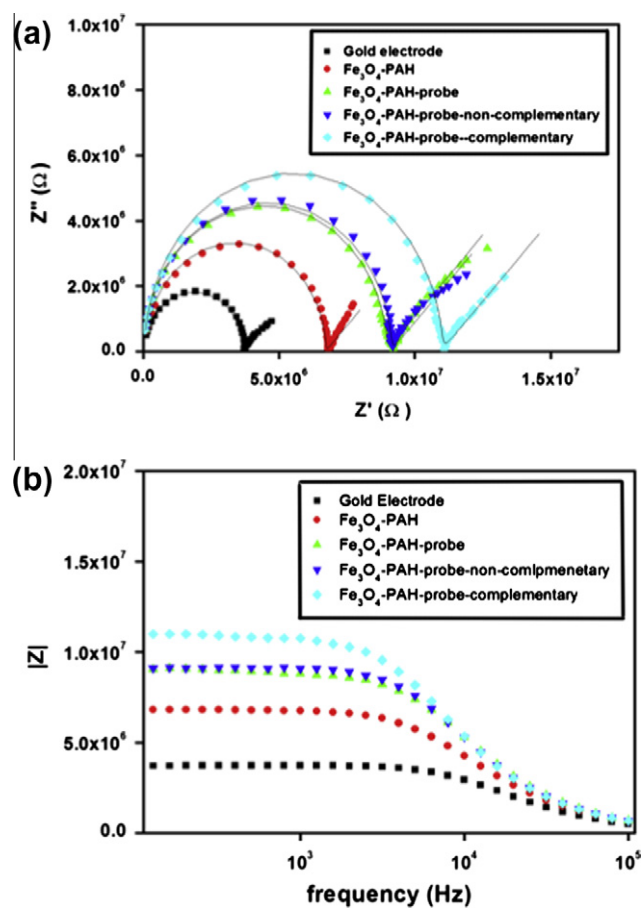 (a)
1.0x10⁷
8.0x10⁶
6.0x10⁶
4.0x10⁶
2.0x10⁶
0.0
Z'' (Ω)
Gold electrode
Fe₃O₄-PAH
Fe₃O₄-PAH-probe
Fe₃O₄-PAH-probe-non-complementary
Fe₃O₄-PAH-probe--complementary
0.0 5.0x10⁶ 1.0x10⁷ 1.5x10⁷
Z' (Ω)
(b)
2.0x10⁷
1.5x10⁷
1.0x10⁷
5.0x10⁶
0.0
|Z|
Gold Electrode
Fe₃O₄-PAH
Fe₃O₄-PAH-probe
Fe₃O₄-PAH-probe-non-comlpmenetary
Fe₃O₄-PAH-probe-complementary
10³ 10⁴ 10⁵
frequency (Hz)